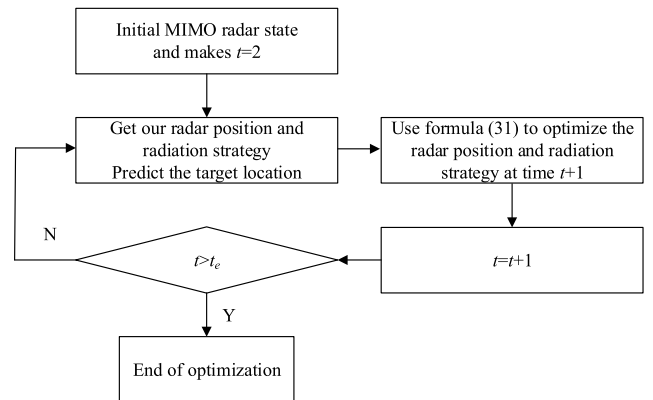 Initial MIMO radar state
and makes t=2
Get our radar position and
radiation strategy
Predict the target location
Use formula (31) to optimize the
radar position and radiation
strategy at time t+1
N
t>te
t=t+1
Y
End of optimization